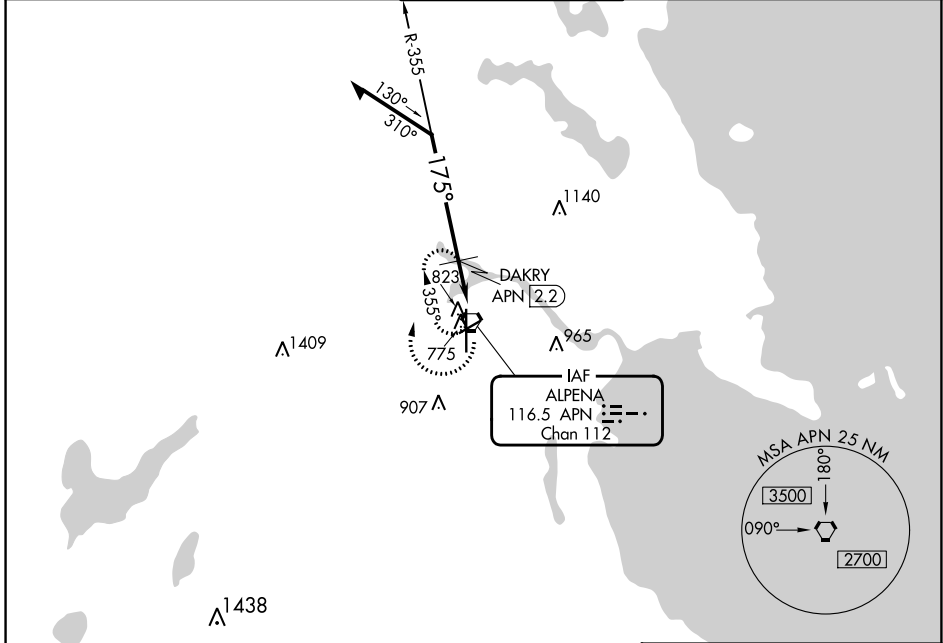 R-355
130°
310°
175°
1140
823
DAKRY
APN 2.2
355°
775
965
1409
907
IAF
ALPENA
116.5 APN
Chan 112
MSA APN 25 NM
180°
3500
090°
2700
1438